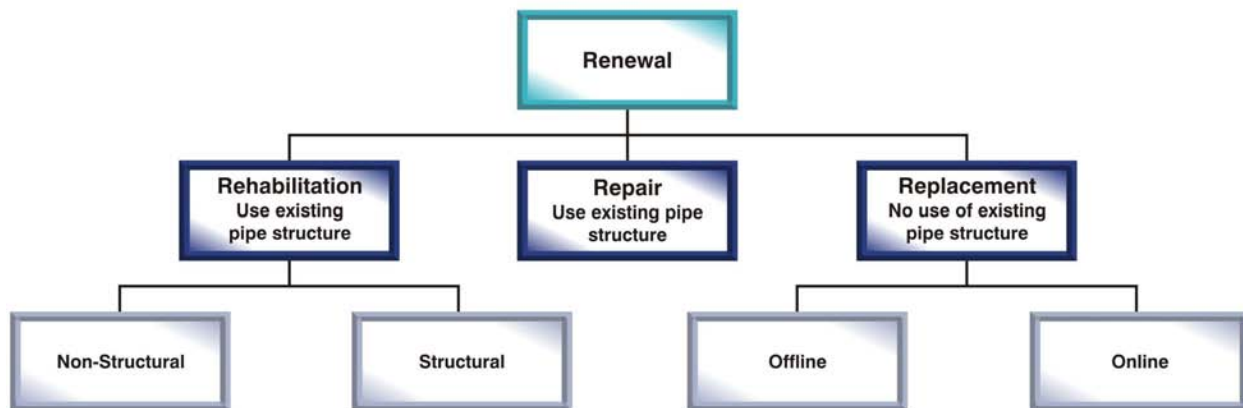 Renewal
Rehabilitation
Use existing
pipe structure
Repair
Use existing pipe
structure
Replacement
No use of existing
pipe structure
Non-Structural
Structural
Offline
Online